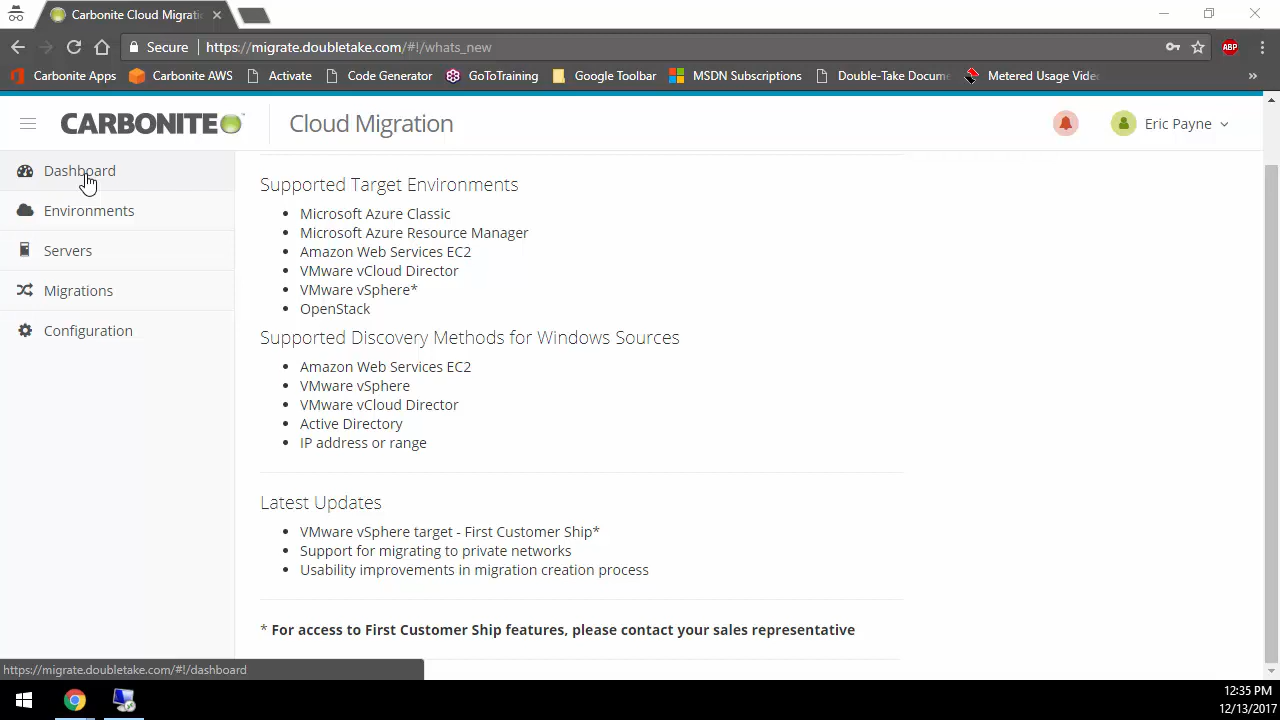 Carbonite Cloud Migrati
Secure
https://migrate.doubletake.com/#!/whats_new
ABP
Carbonite Apps
Carbonite AWS
Activate
Code Generator
GoToTraining
Google Toolbar
MSDN Subscriptions
Double-Take Docume
Metered Usage Vide
»
CARBONITE
Cloud Migration
Eric Payne
Dashboard
Environments
Servers
Migrations
Configuration
Supported Target Environments
• Microsoft Azure Classic
• Microsoft Azure Resource Manager
• Amazon Web Services EC2
• VMware vCloud Director
• VMware vSphere*
• OpenStack
Supported Discovery Methods for Windows Sources
• Amazon Web Services EC2
• VMware vSphere
• VMware vCloud Director
• Active Directory
• IP address or range
Latest Updates
• VMware vSphere target - First Customer Ship*
• Support for migrating to private networks
• Usability improvements in migration creation process
* For access to First Customer Ship features, please contact your sales representative
https://migrate.doubletake.com/#!/dashboard
12:35 PM
12/13/2017